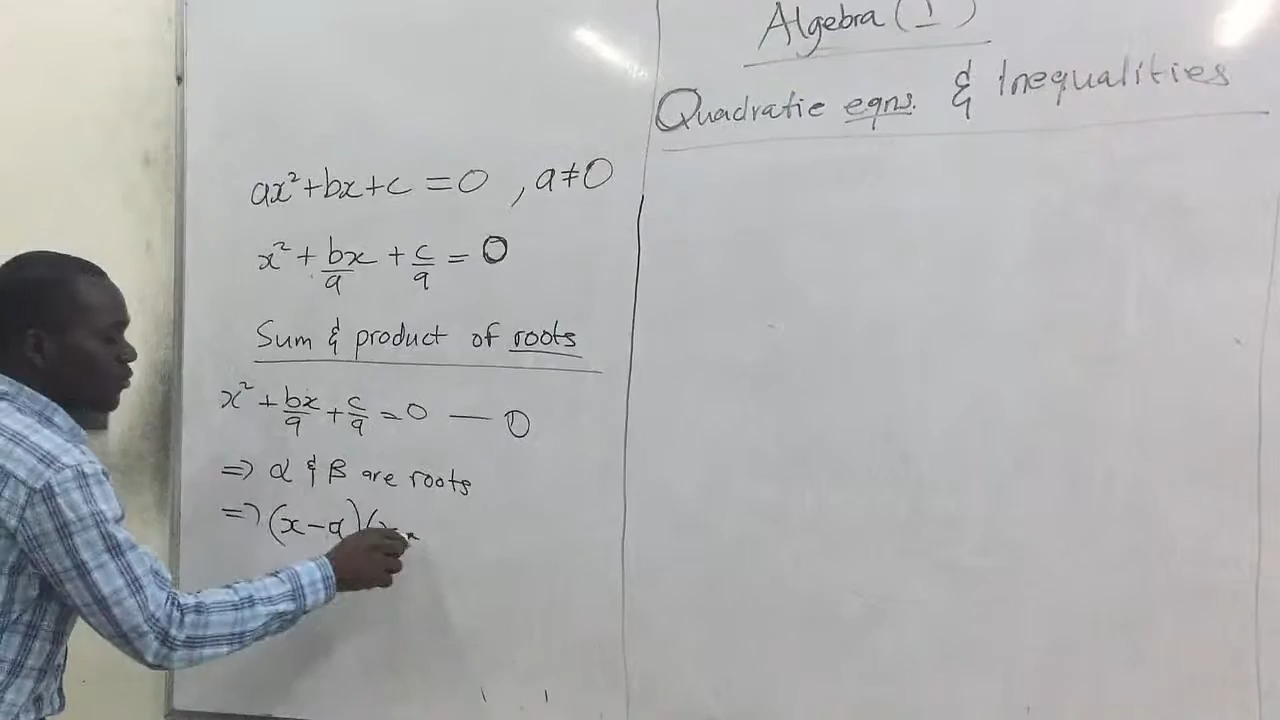 Algebra (1)
Quadratic eqns. & Inequalities
ax²+bx+c = 0 , a≠0
x² + bx/a + c/a = 0
Sum & product of roots
x² + bx/a + c/a = 0 — ①
=> α & β are roots
=> (x-α)(x-